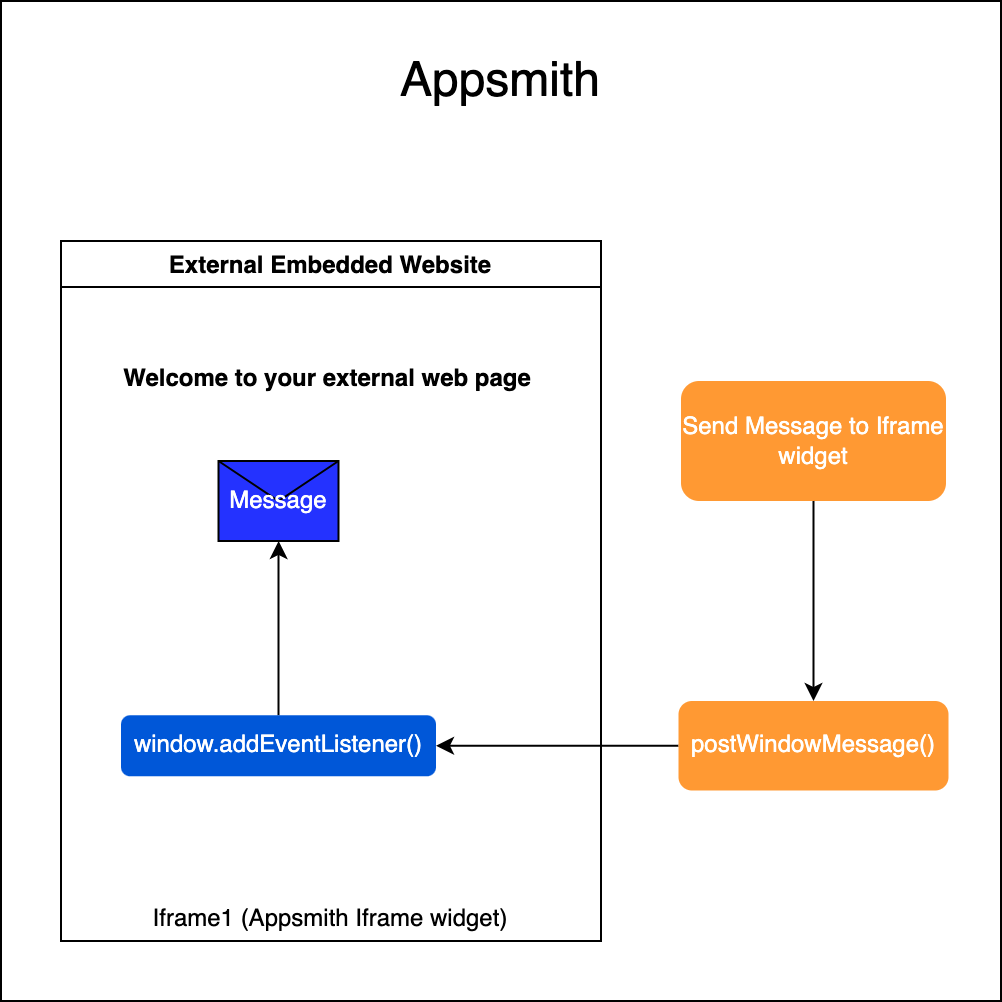 Appsmith
External Embedded Website
Welcome to your external web page
Send Message to Iframe
widget
Message
window.addEventListener()
postWindowMessage()
Iframe1 (Appsmith Iframe widget)